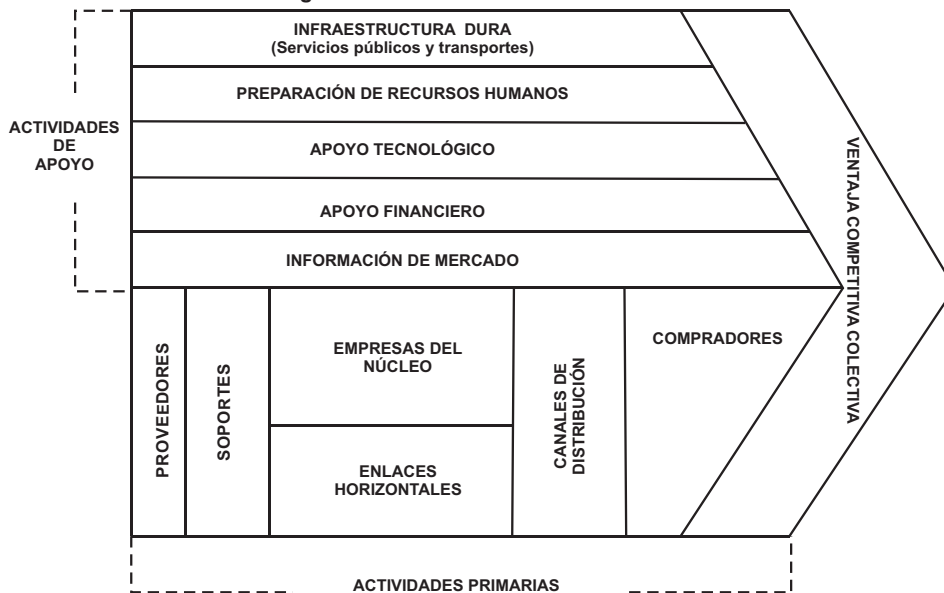 INFRAESTRUCTURA DURA
(Servicios públicos y transportes)
PREPARACIÓN DE RECURSOS HUMANOS
ACTIVIDADES
DE
APOYO
APOYO TECNOLÓGICO
APOYO FINANCIERO
INFORMACIÓN DE MERCADO
PROVEEDORES
SOPORTES
EMPRESAS DEL
NÚCLEO
ENLACES
HORIZONTALES
CANALES DE
DISTRIBUCIÓN
COMPRADORES
VENTAJA COMPETITIVA COLECTIVA
ACTIVIDADES PRIMARIAS